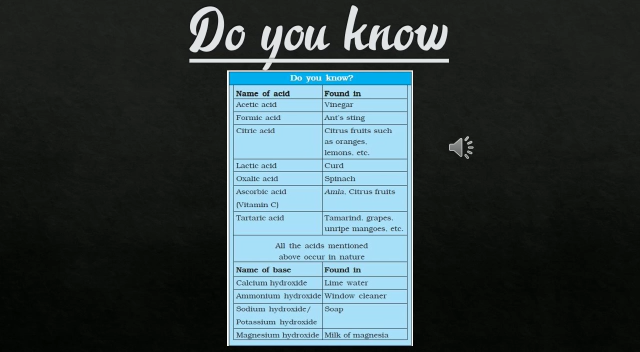 Do you know
Do you know?
Name of acid Found in
Acetic acid Vinegar
Formic acid Ant's sting
Citric acid Citrus fruits such
as oranges,
lemons, etc.
Lactic acid Curd
Oxalic acid Spinach
Ascorbic acid Amla, Citrus fruits
(Vitamin C)
Tartaric acid Tamarind, grapes,
unripe mangoes, etc.
All the acids mentioned
above occur in nature
Name of base Found in
Calcium hydroxide Lime water
Ammonium hydroxide Window cleaner
Sodium hydroxide/ Soap
Potassium hydroxide
Magnesium hydroxide Milk of magnesia